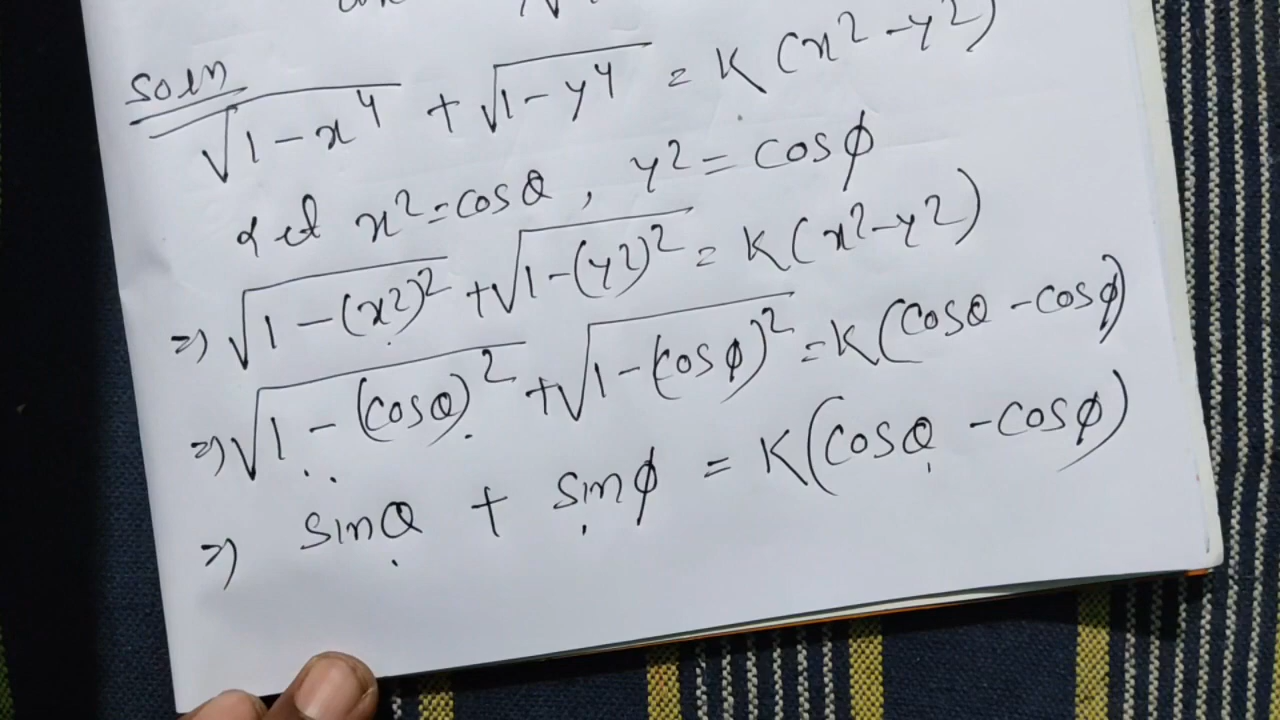 Soln
√1-x⁴ + √1-y⁴ = K(x²-y²)
Let x²=cosθ, y²=cosϕ
⇒ √1-(x²)² +√1-(y²)² = K(x²-y²)
⇒ √1-(cosθ)² +√1-(cosϕ)² =K(cosθ-cosϕ)
⇒ sinθ + sinϕ = K(cosθ-cosϕ)